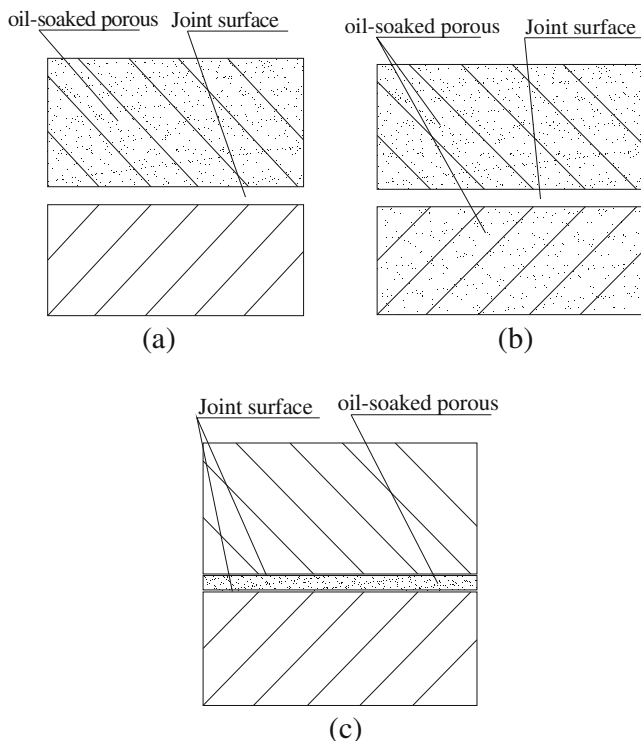 oil-soaked porous
Joint surface
(a)
oil-soaked porous
Joint surface
(b)
Joint surface
oil-soaked porous
(c)